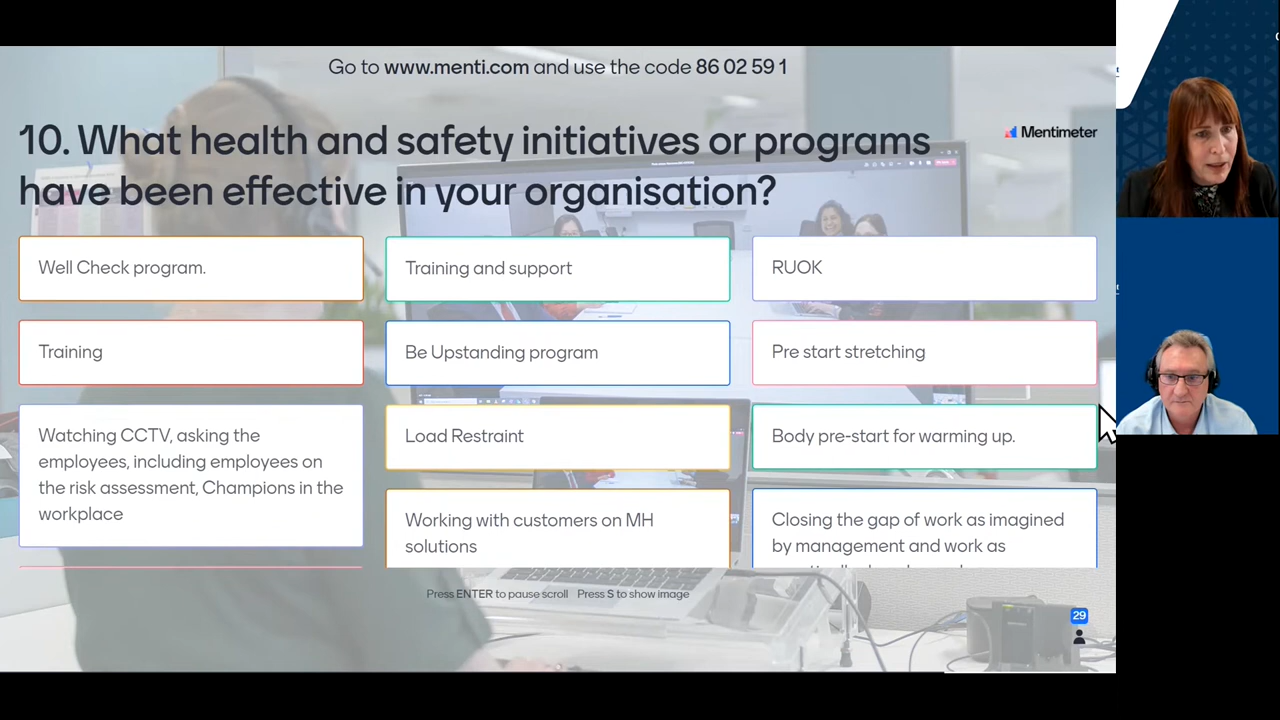 Go to www.menti.com and use the code 86 02 59 1
10. What health and safety initiatives or programs
have been effective in your organisation?
Mentimeter
Well Check program.
Training and support
RUOK
Training
Be Upstanding program
Pre start stretching
Watching CCTV, asking the
employees, including employees on
the risk assessment, Champions in the
workplace
Load Restraint
Body pre-start for warming up.
Working with customers on MH
solutions
Closing the gap of work as imagined
by management and work as
Press ENTER to pause scroll Press S to show image
29